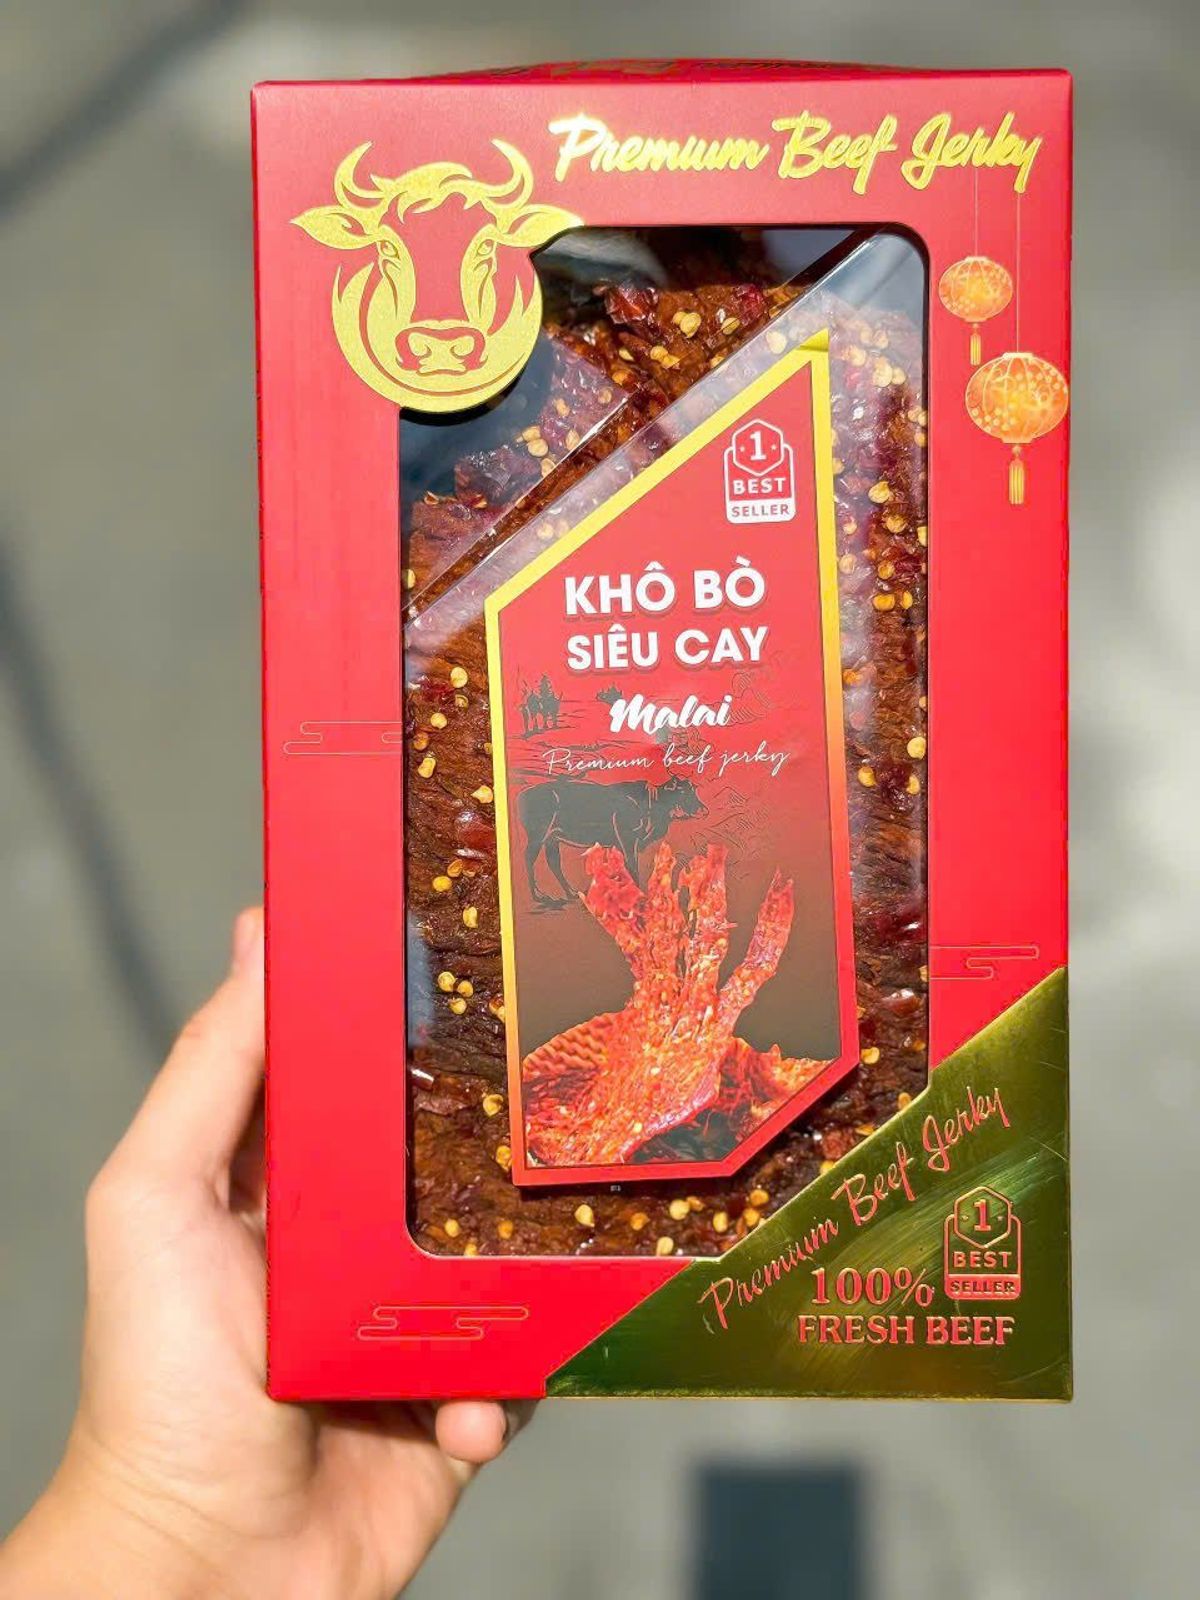 Premium Beef Jerky
1
BEST
SELLER
KHÔ BÒ
SIÊU CAY
Malai
Premium beef jerky
Premium Beef Jerky
1
BEST
SELLER
100%
FRESH BEEF